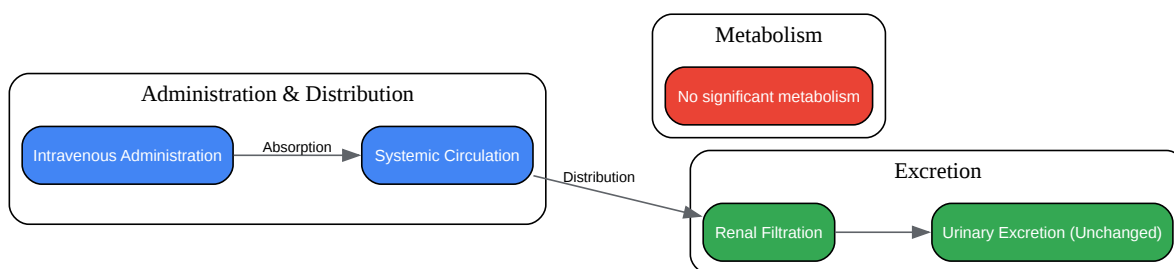 Metabolism
No significant metabolism
Administration & Distribution
Intravenous Administration
Absorption
Systemic Circulation
Distribution
Excretion
Renal Filtration
Urinary Excretion (Unchanged)